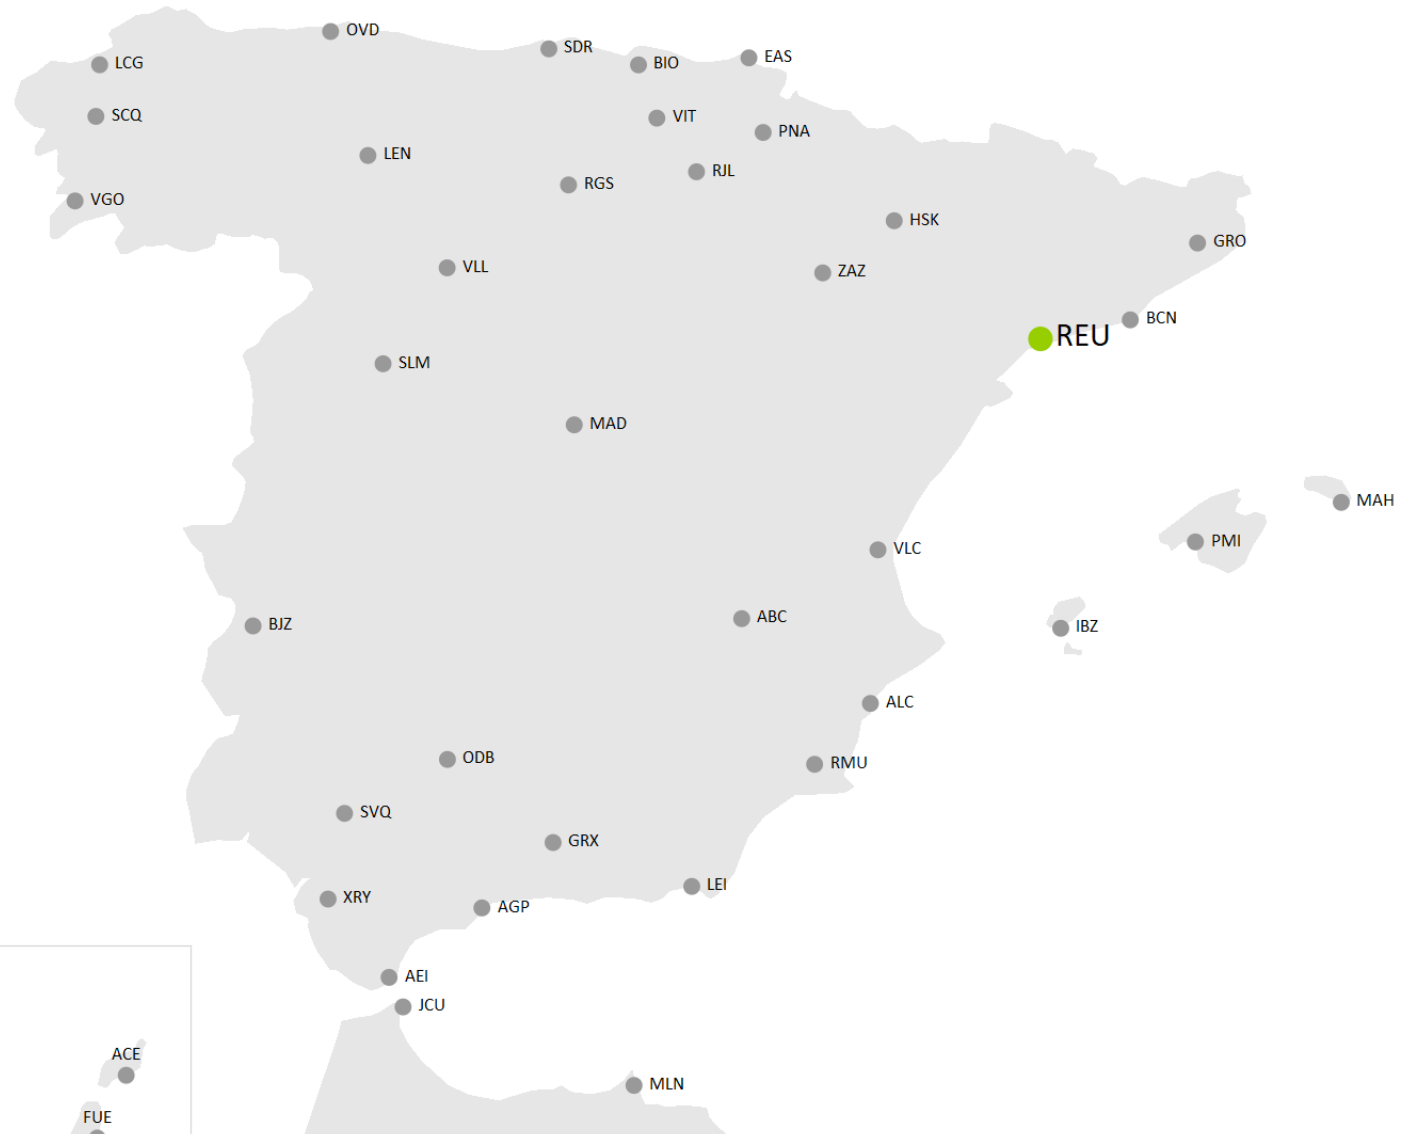 OVD
SDR
EAS
LCG
BIO
SCQ
VIT
PNA
LEN
RJL
RGS
VGO
HSK
GRO
VLL
ZAZ
BCN
REU
SLM
MAD
MAH
PMI
VLC
ABC
BJZ
IBZ
ALC
ODB
RMU
SVQ
GRX
LEI
XRY
AGP
AEI
JCU
ACE
MLN
FUE